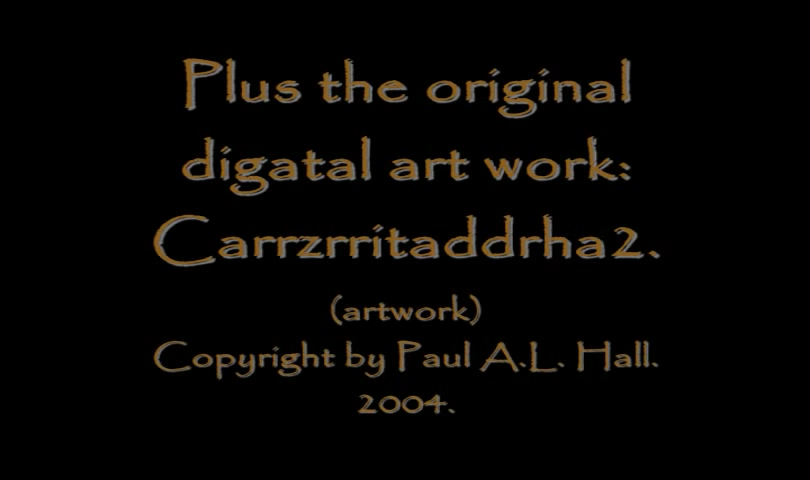 Plus the original
digatal art work:
Carrzrritaddrha2.
(artwork)
Copyright by Paul A.L. Hall.
2004.